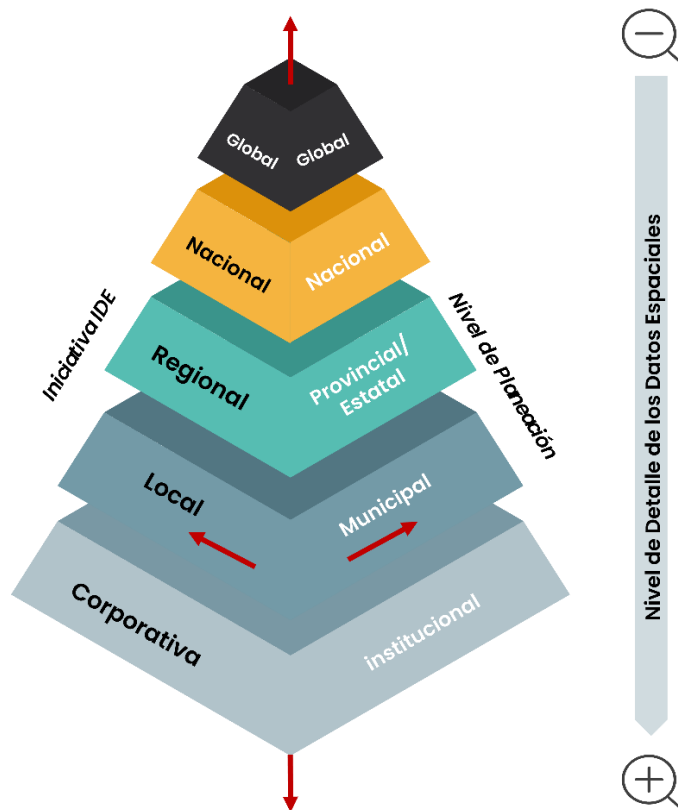 Global
Global
Nacional
Nacional
Iniciativa IDE
Nivel de Planeación
Regional
Provincial/
Estatal
Local
Municipal
Corporativa
institucional
Nivel de Detalle de los Datos Espaciales